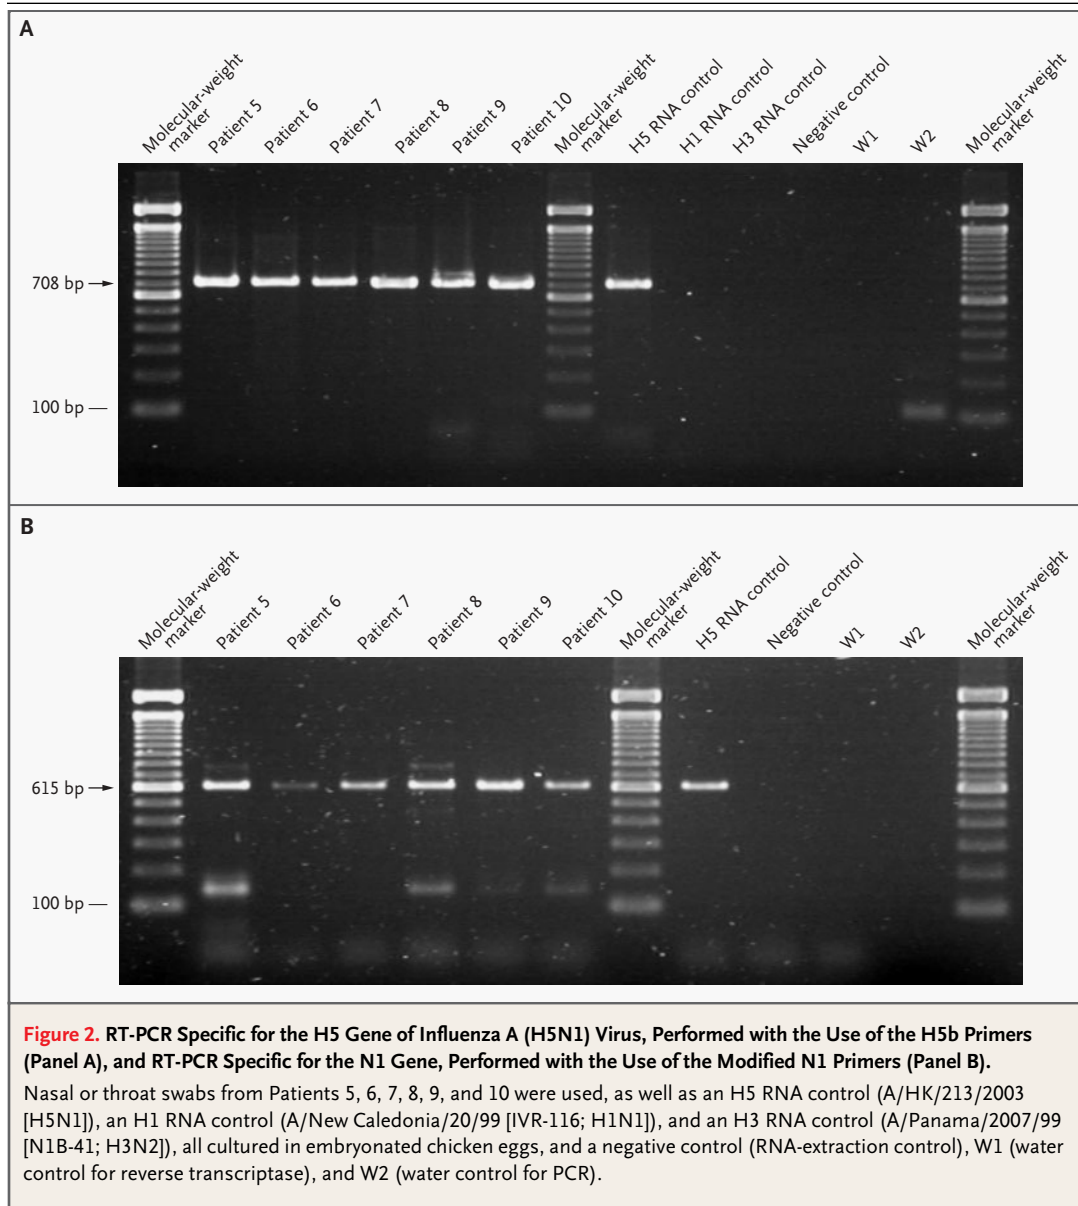 A
Molecular-weight
marker
Patient 5
Patient 6
Patient 7
Patient 8
Patient 9
Patient 10
Molecular-weight
marker
H5 RNA control
H1 RNA control
H3 RNA control
Negative control
W1
W2
Molecular-weight
marker
708 bp
100 bp
B
Molecular-weight
marker
Patient 5
Patient 6
Patient 7
Patient 8
Patient 9
Patient 10
Molecular-weight
marker
H5 RNA control
Negative control
W1
W2
Molecular-weight
marker
615 bp
100 bp
Figure 2. RT-PCR Specific for the H5 Gene of Influenza A (H5N1) Virus, Performed with the Use of the H5b Primers
(Panel A), and RT-PCR Specific for the N1 Gene, Performed with the Use of the Modified N1 Primers (Panel B).
Nasal or throat swabs from Patients 5, 6, 7, 8, 9, and 10 were used, as well as an H5 RNA control (A/HK/213/2003
[H5N1]), an H1 RNA control (A/New Caledonia/20/99 [IVR-116; H1N1]), and an H3 RNA control (A/Panama/2007/99
[N1B-41; H3N2]), all cultured in embryonated chicken eggs, and a negative control (RNA-extraction control), W1 (water
control for reverse transcriptase), and W2 (water control for PCR).